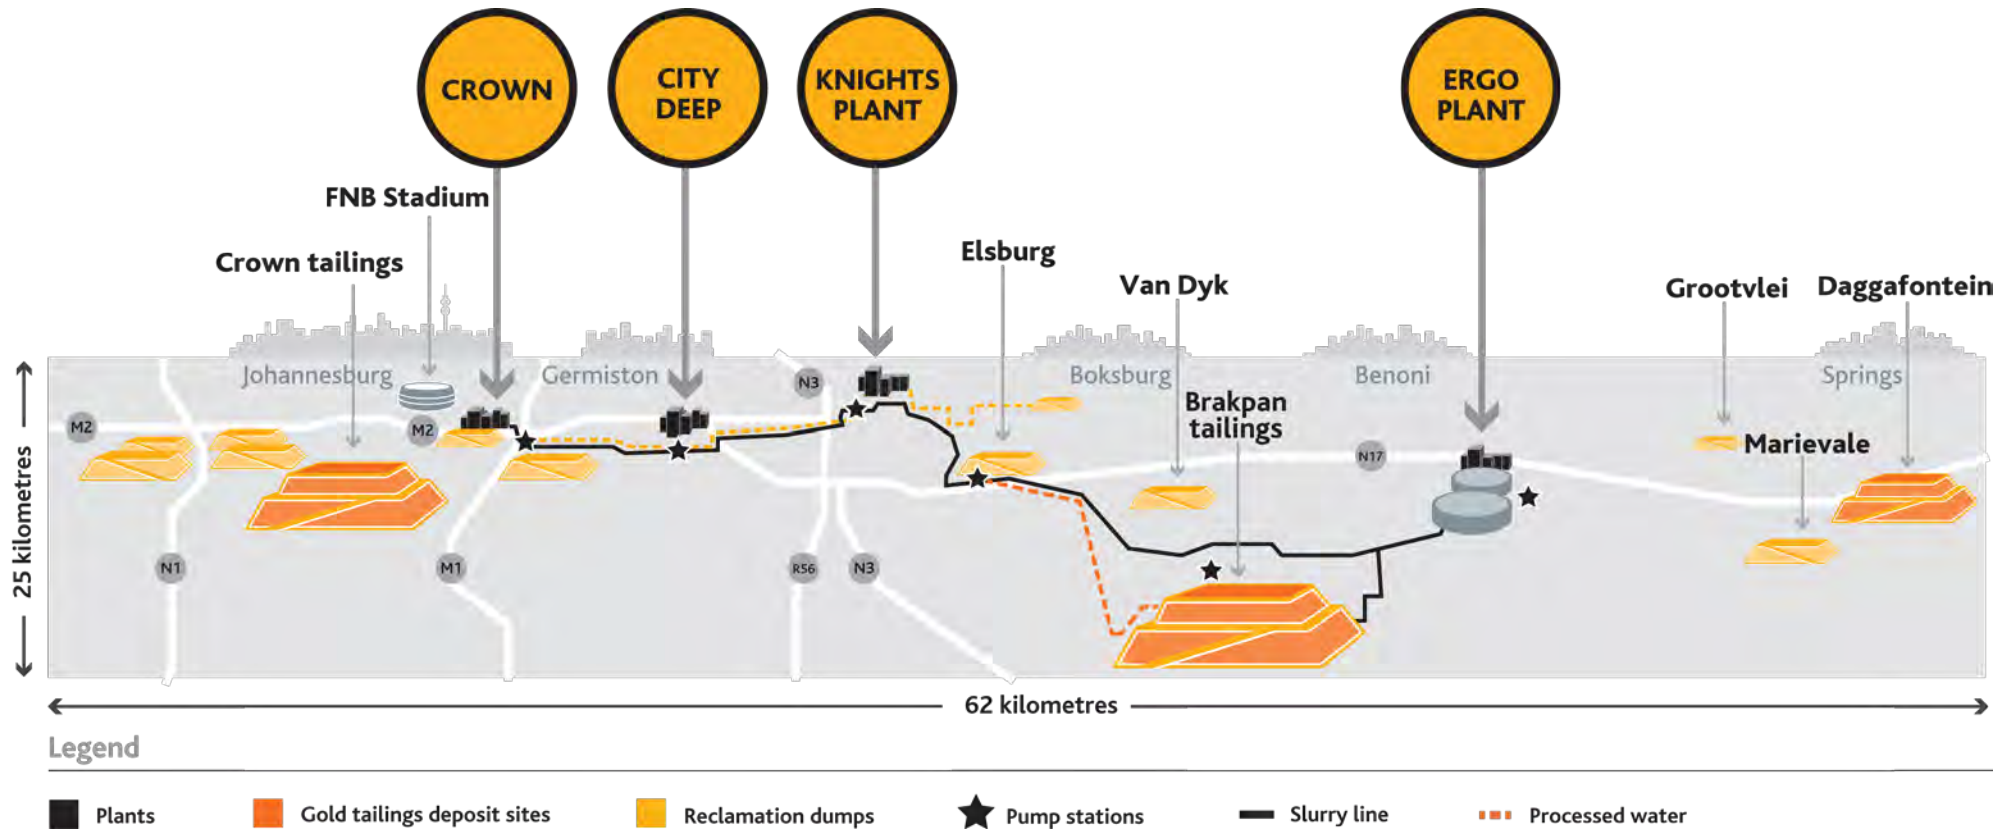 CROWN
CITY
DEEP
KNIGHTS
PLANT
ERGO
PLANT
FNB Stadium
Crown tailings
Elsburg
Van Dyk
Grootvlei
Daggafontein
Johannesburg
Germiston
N3
Boksburg
Benoni
Springs
Brakpan
tailings
M2
M2
N17
Marievale
N1
M1
R56
N3
25 kilometres
62 kilometres
Legend
Plants
Gold tailings deposit sites
Reclamation dumps
Pump stations
Slurry line
Processed water